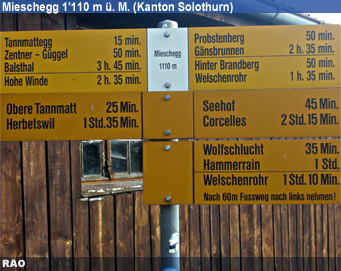 Mieschegg 1'110 m ü. M. (Kanton Solothurn)
Tannmattegg 15 min.
Zentner - Güggel 50 min.
Balsthal 3 h. 45 min.
Hohe Winde 2 h. 35 min.
Mieschegg
1110 m
Probstenberg 50 min.
Gänsbrunnen 2 h. 35 min.
Hinter Brandberg 50 min.
Welschenrohr 1 h. 35 min.
Obere Tannmatt 25 Min.
Herbetswil 1 Std. 35 Min.
Seehof 45 Min.
Corcelles 2 Std. 15 Min.
Wolfschlucht 35 Min.
Hammerrain 1 Std.
Welschenrohr 1 Std. 10 Min.
Nach 60m Fussweg nach links nehmen!
RAO